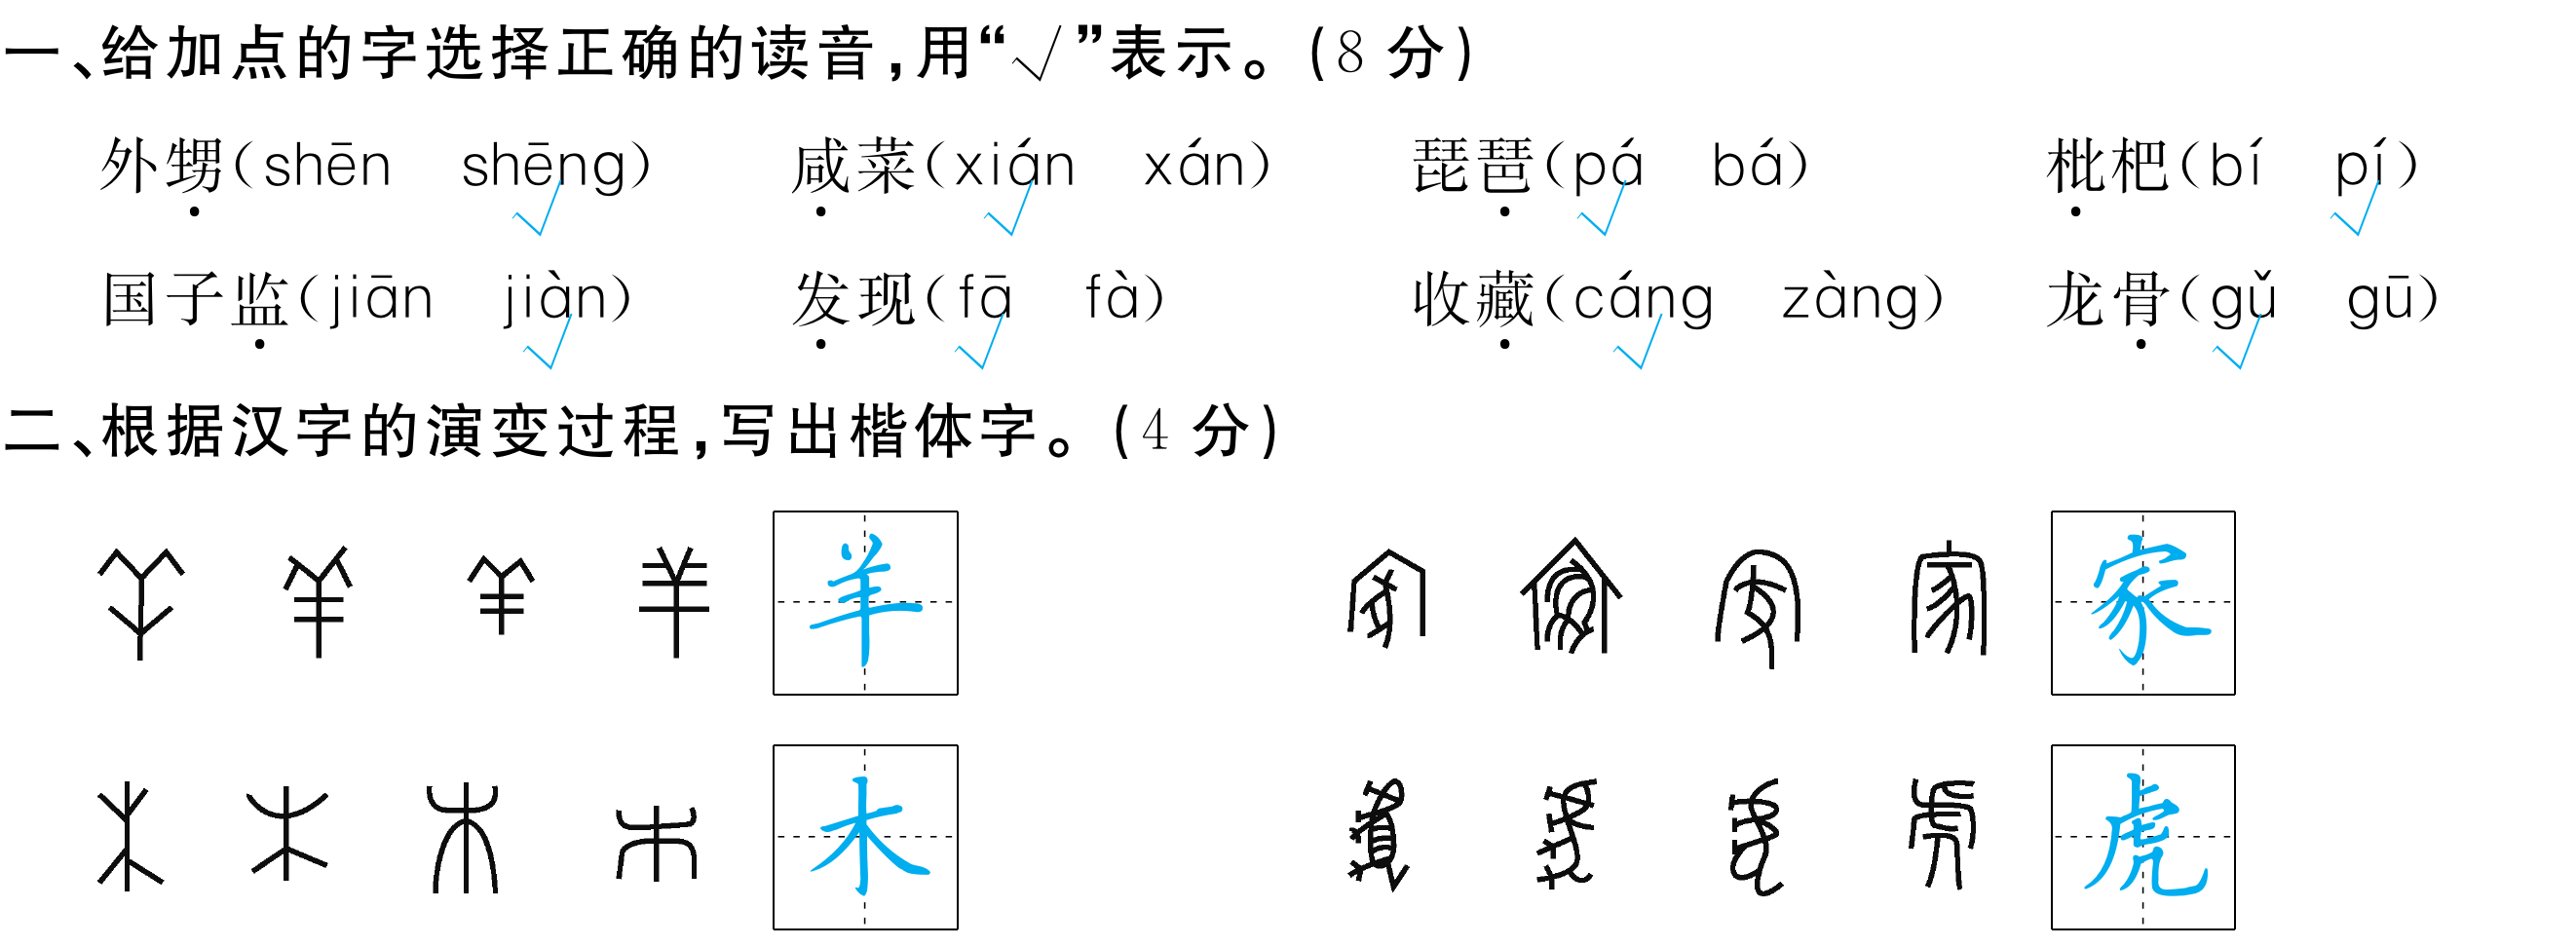 一、给加点的字选择正确的读音,用“√”表示。(8 分)
外甥(shēn shēng) 咸菜(xián xán) 琵琶(pá bá) 枇杷(bí pí)
√ √ √ √
国子监(jiān jiàn) 发现(fā fà) 收藏(cáng zàng) 龙骨(gǔ gū)
√ √ √ √
二、根据汉字的演变过程,写出楷体字。(4 分)
羊 家
木 虎